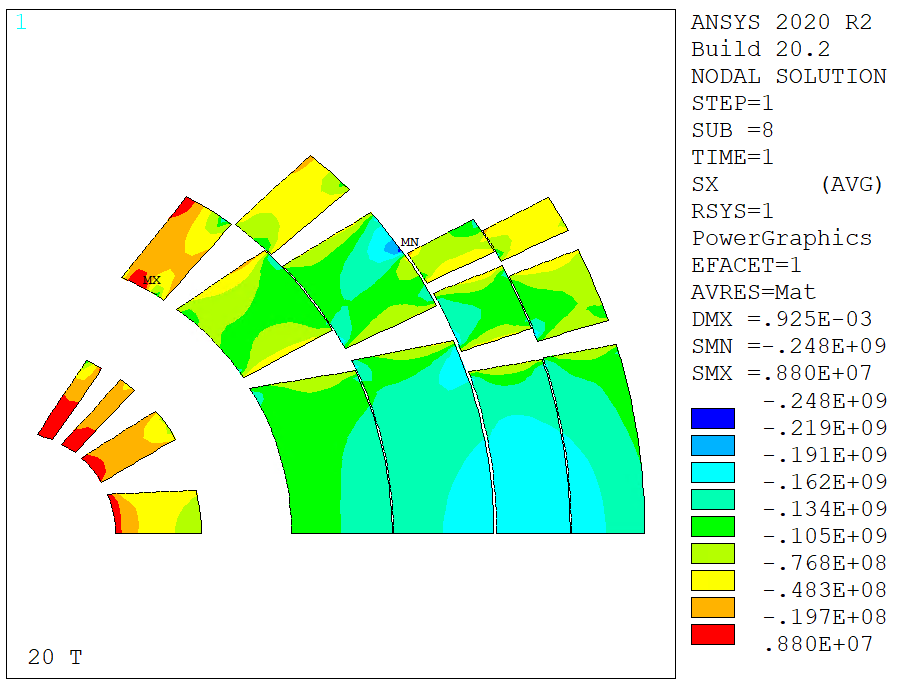 1
ANSYS 2020 R2
Build 20.2
NODAL SOLUTION
STEP=1
SUB =8
TIME=1
SX (AVG)
RSYS=1
PowerGraphics
EFACET=1
AVRES=Mat
DMX =.925E-03
SMN =-.248E+09
SMX =.880E+07
-.248E+09
-.219E+09
-.191E+09
-.162E+09
-.134E+09
-.105E+09
-.768E+08
-.483E+08
-.197E+08
.880E+07
MN
MX
20 T